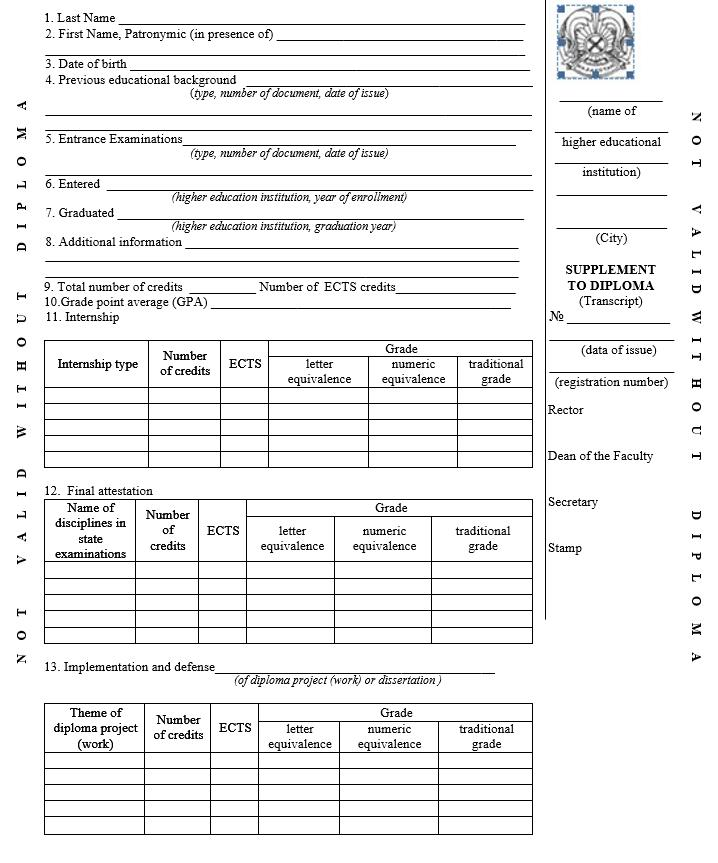 1. Last Name
2. First Name, Patronymic (in presence of)
3. Date of birth
4. Previous educational background
(type, number of document, date of issue)
5. Entrance Examinations
(type, number of document, date of issue)
6. Entered
(higher education institution, year of enrollment)
7. Graduated
(higher education institution, graduation year)
8. Additional information
9. Total number of credits Number of ECTS credits
10.Grade point average (GPA)
11. Internship
Internship type Number of credits ECTS Grade
letter equivalence numeric equivalence traditional grade
12. Final attestation
Name of disciplines in state examinations Number of credits ECTS Grade
letter equivalence numeric equivalence traditional grade
13. Implementation and defense
(of diploma project (work) or dissertation )
Theme of diploma project (work) Number of credits ECTS Grade
letter equivalence numeric equivalence traditional grade
(name of
higher educational
institution)
(City)
SUPPLEMENT
TO DIPLOMA
(Transcript)
№
(data of issue)
(registration number)
Rector
Dean of the Faculty
Secretary
Stamp
NOT VALID WITHOUT DIPLOMA
NOT VALID WITHOUT DIPLOMA